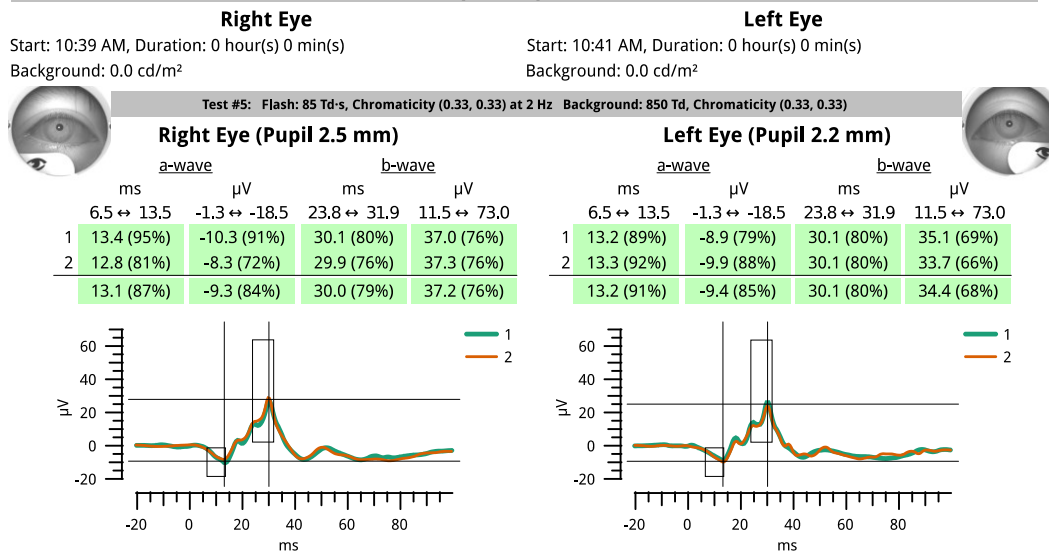 Right Eye
Start: 10:39 AM, Duration: 0 hour(s) 0 min(s)
Background: 0.0 cd/m²
Left Eye
Start: 10:41 AM, Duration: 0 hour(s) 0 min(s)
Background: 0.0 cd/m²
Test #5: Flash: 85 Td·s, Chromaticity (0.33, 0.33) at 2 Hz Background: 850 Td, Chromaticity (0.33, 0.33)
Right Eye (Pupil 2.5 mm)
a-wave b-wave
ms µV ms µV
6.5 ↔ 13.5 -1.3 ↔ -18.5 23.8 ↔ 31.9 11.5 ↔ 73.0
1 13.4 (95%) -10.3 (91%) 30.1 (80%) 37.0 (76%)
2 12.8 (81%) -8.3 (72%) 29.9 (76%) 37.3 (76%)
13.1 (87%) -9.3 (84%) 30.0 (79%) 37.2 (76%)
Left Eye (Pupil 2.2 mm)
a-wave b-wave
ms µV ms µV
6.5 ↔ 13.5 -1.3 ↔ -18.5 23.8 ↔ 31.9 11.5 ↔ 73.0
1 13.2 (89%) -8.9 (79%) 30.1 (80%) 35.1 (69%)
2 13.3 (92%) -9.9 (88%) 30.1 (80%) 33.7 (66%)
13.2 (91%) -9.4 (85%) 30.1 (80%) 34.4 (68%)
1
2
60
40
20
0
-20
µV
-20 0 20 40 60 80
ms
1
2
60
40
20
0
-20
µV
-20 0 20 40 60 80
ms